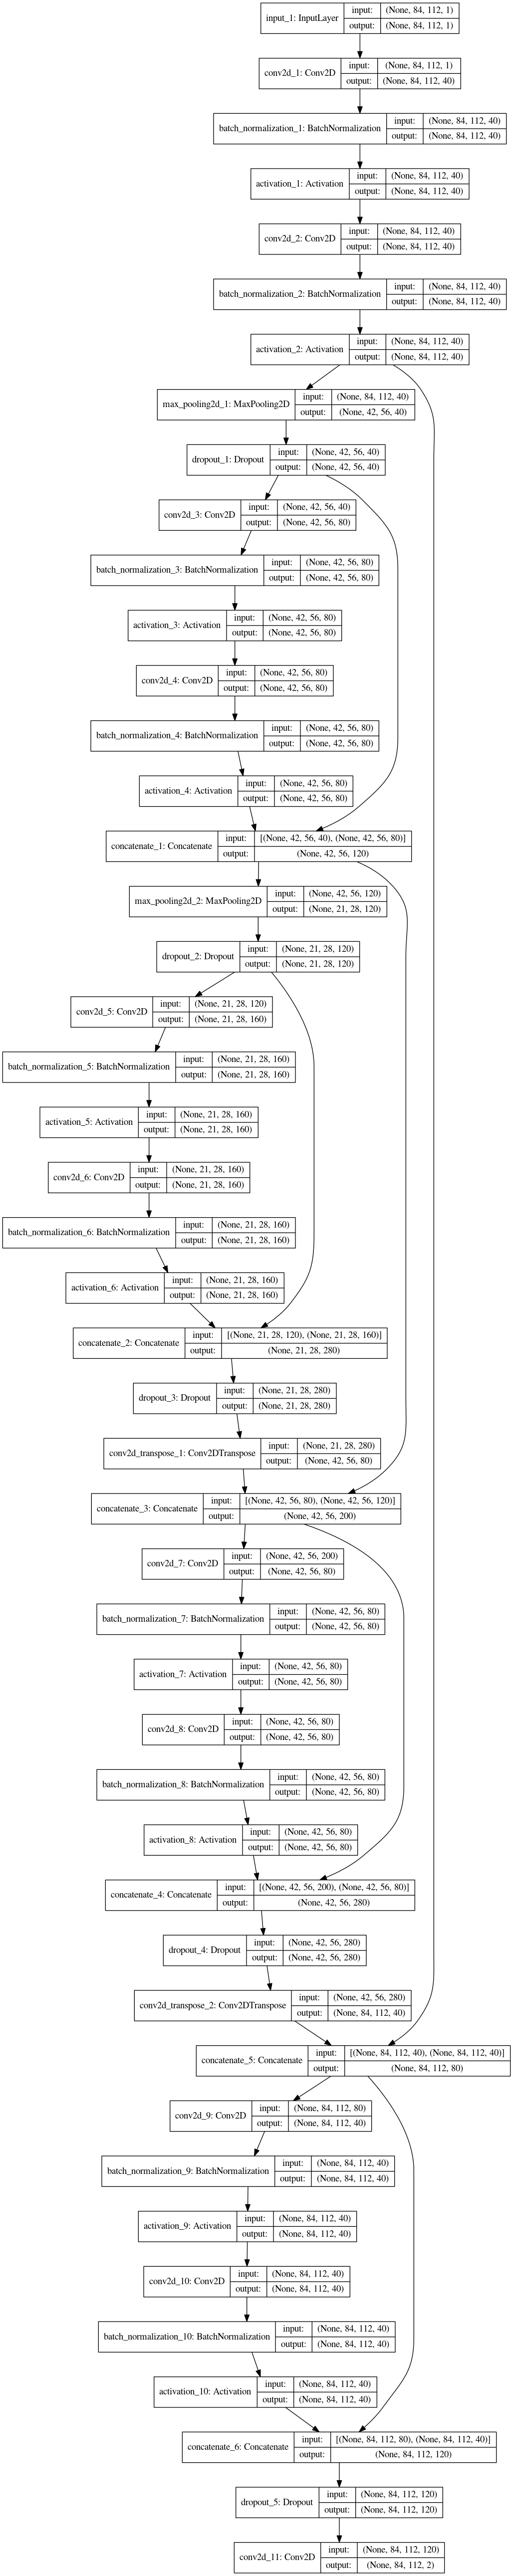 input_1: InputLayer
input: (None, 84, 112, 1)
output: (None, 84, 112, 1)
conv2d_1: Conv2D
input: (None, 84, 112, 1)
output: (None, 84, 112, 40)
batch_normalization_1: BatchNormalization
input: (None, 84, 112, 40)
output: (None, 84, 112, 40)
activation_1: Activation
input: (None, 84, 112, 40)
output: (None, 84, 112, 40)
conv2d_2: Conv2D
input: (None, 84, 112, 40)
output: (None, 84, 112, 40)
batch_normalization_2: BatchNormalization
input: (None, 84, 112, 40)
output: (None, 84, 112, 40)
activation_2: Activation
input: (None, 84, 112, 40)
output: (None, 84, 112, 40)
max_pooling2d_1: MaxPooling2D
input: (None, 84, 112, 40)
output: (None, 42, 56, 40)
dropout_1: Dropout
input: (None, 42, 56, 40)
output: (None, 42, 56, 40)
conv2d_3: Conv2D
input: (None, 42, 56, 40)
output: (None, 42, 56, 80)
batch_normalization_3: BatchNormalization
input: (None, 42, 56, 80)
output: (None, 42, 56, 80)
activation_3: Activation
input: (None, 42, 56, 80)
output: (None, 42, 56, 80)
conv2d_4: Conv2D
input: (None, 42, 56, 80)
output: (None, 42, 56, 80)
batch_normalization_4: BatchNormalization
input: (None, 42, 56, 80)
output: (None, 42, 56, 80)
activation_4: Activation
input: (None, 42, 56, 80)
output: (None, 42, 56, 80)
concatenate_1: Concatenate
input: [(None, 42, 56, 40), (None, 42, 56, 80)]
output: (None, 42, 56, 120)
max_pooling2d_2: MaxPooling2D
input: (None, 42, 56, 120)
output: (None, 21, 28, 120)
dropout_2: Dropout
input: (None, 21, 28, 120)
output: (None, 21, 28, 120)
conv2d_5: Conv2D
input: (None, 21, 28, 120)
output: (None, 21, 28, 160)
batch_normalization_5: BatchNormalization
input: (None, 21, 28, 160)
output: (None, 21, 28, 160)
activation_5: Activation
input: (None, 21, 28, 160)
output: (None, 21, 28, 160)
conv2d_6: Conv2D
input: (None, 21, 28, 160)
output: (None, 21, 28, 160)
batch_normalization_6: BatchNormalization
input: (None, 21, 28, 160)
output: (None, 21, 28, 160)
activation_6: Activation
input: (None, 21, 28, 160)
output: (None, 21, 28, 160)
concatenate_2: Concatenate
input: [(None, 21, 28, 120), (None, 21, 28, 160)]
output: (None, 21, 28, 280)
dropout_3: Dropout
input: (None, 21, 28, 280)
output: (None, 21, 28, 280)
conv2d_transpose_1: Conv2DTranspose
input: (None, 21, 28, 280)
output: (None, 42, 56, 80)
concatenate_3: Concatenate
input: [(None, 42, 56, 80), (None, 42, 56, 120)]
output: (None, 42, 56, 200)
conv2d_7: Conv2D
input: (None, 42, 56, 200)
output: (None, 42, 56, 80)
batch_normalization_7: BatchNormalization
input: (None, 42, 56, 80)
output: (None, 42, 56, 80)
activation_7: Activation
input: (None, 42, 56, 80)
output: (None, 42, 56, 80)
conv2d_8: Conv2D
input: (None, 42, 56, 80)
output: (None, 42, 56, 80)
batch_normalization_8: BatchNormalization
input: (None, 42, 56, 80)
output: (None, 42, 56, 80)
activation_8: Activation
input: (None, 42, 56, 80)
output: (None, 42, 56, 80)
concatenate_4: Concatenate
input: [(None, 42, 56, 200), (None, 42, 56, 80)]
output: (None, 42, 56, 280)
dropout_4: Dropout
input: (None, 42, 56, 280)
output: (None, 42, 56, 280)
conv2d_transpose_2: Conv2DTranspose
input: (None, 42, 56, 280)
output: (None, 84, 112, 40)
concatenate_5: Concatenate
input: [(None, 84, 112, 40), (None, 84, 112, 40)]
output: (None, 84, 112, 80)
conv2d_9: Conv2D
input: (None, 84, 112, 80)
output: (None, 84, 112, 40)
batch_normalization_9: BatchNormalization
input: (None, 84, 112, 40)
output: (None, 84, 112, 40)
activation_9: Activation
input: (None, 84, 112, 40)
output: (None, 84, 112, 40)
conv2d_10: Conv2D
input: (None, 84, 112, 40)
output: (None, 84, 112, 40)
batch_normalization_10: BatchNormalization
input: (None, 84, 112, 40)
output: (None, 84, 112, 40)
activation_10: Activation
input: (None, 84, 112, 40)
output: (None, 84, 112, 40)
concatenate_6: Concatenate
input: [(None, 84, 112, 80), (None, 84, 112, 40)]
output: (None, 84, 112, 120)
dropout_5: Dropout
input: (None, 84, 112, 120)
output: (None, 84, 112, 120)
conv2d_11: Conv2D
input: (None, 84, 112, 120)
output: (None, 84, 112, 2)